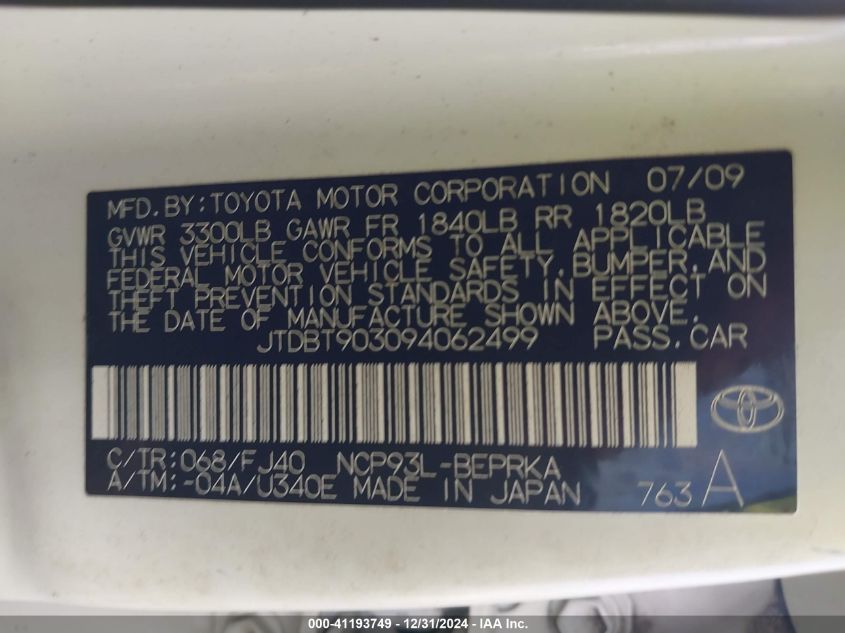 MFD.BY:TOYOTA MOTOR CORPORATION 07/09
GVWR 3300LB GAWR FR 1840LB RR 1820LB
THIS VEHICLE CONFORMS TO ALL APPLICABLE
FEDERAL MOTOR VEHICLE SAFETY,BUMPER,AND
THEFT PREVENTION STANDARDS IN EFFECT ON
THE DATE OF MANUFACTURE SHOWN ABOVE.
JTDBT903094062499 PASS.CAR
C/TR:068/FJ40 NCP93L-BEPRKA
A/TM:-04A/U340E MADE IN JAPAN 763 A
000-41193749 - 12/31/2024 - IAA Inc.